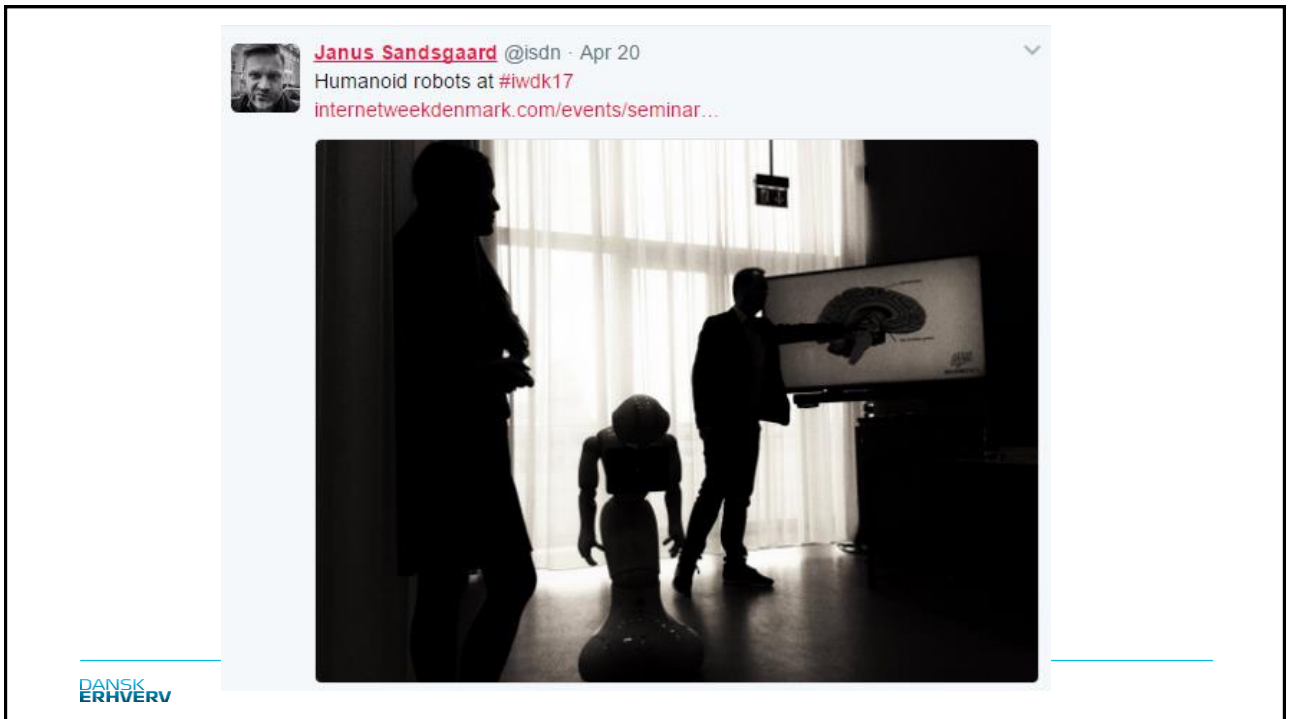 Janus Sandsgaard @isdn · Apr 20
Humanoid robots at #iwdk17
internetweekdenmark.com/events/seminar...
DANSK
ERHVERV